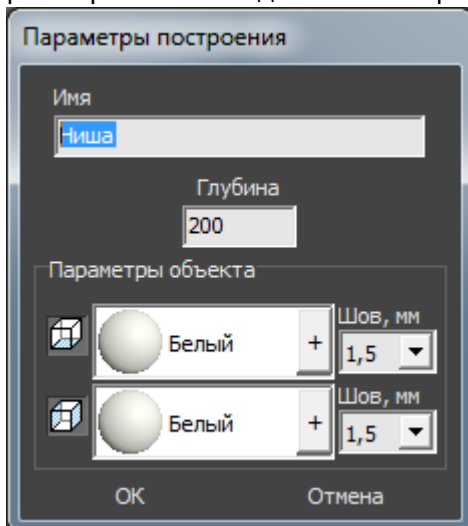 Параметры построения
Имя
Ниша
Глубина
200
Параметры объекта
Шов, мм
Белый
+
1,5
Шов, мм
Белый
+
1,5
ОК
Отмена